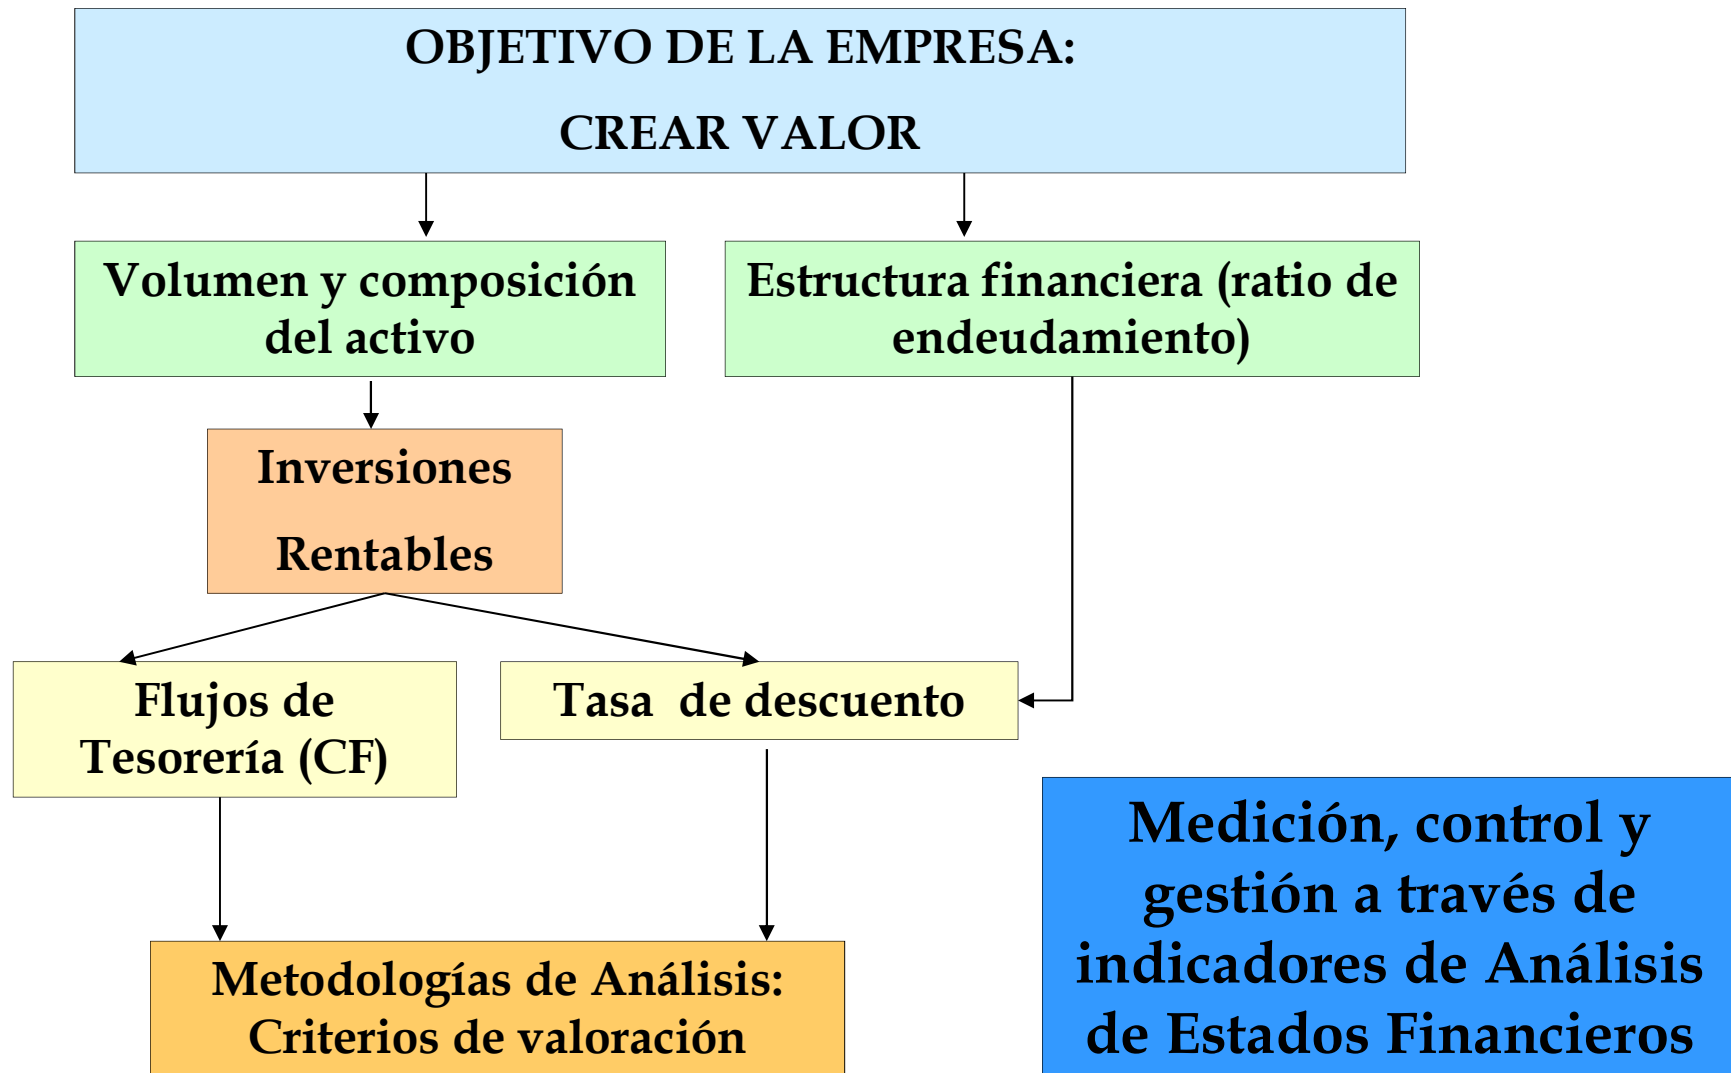 OBJETIVO DE LA EMPRESA:
CREAR VALOR
Volumen y composición
del activo
Estructura financiera (ratio de
endeudamiento)
Inversiones
Rentables
Flujos de
Tesorería (CF)
Tasa  de descuento
Metodologías de Análisis:
Criterios de valoración
Medición, control y
gestión a través de
indicadores de Análisis
de Estados Financieros